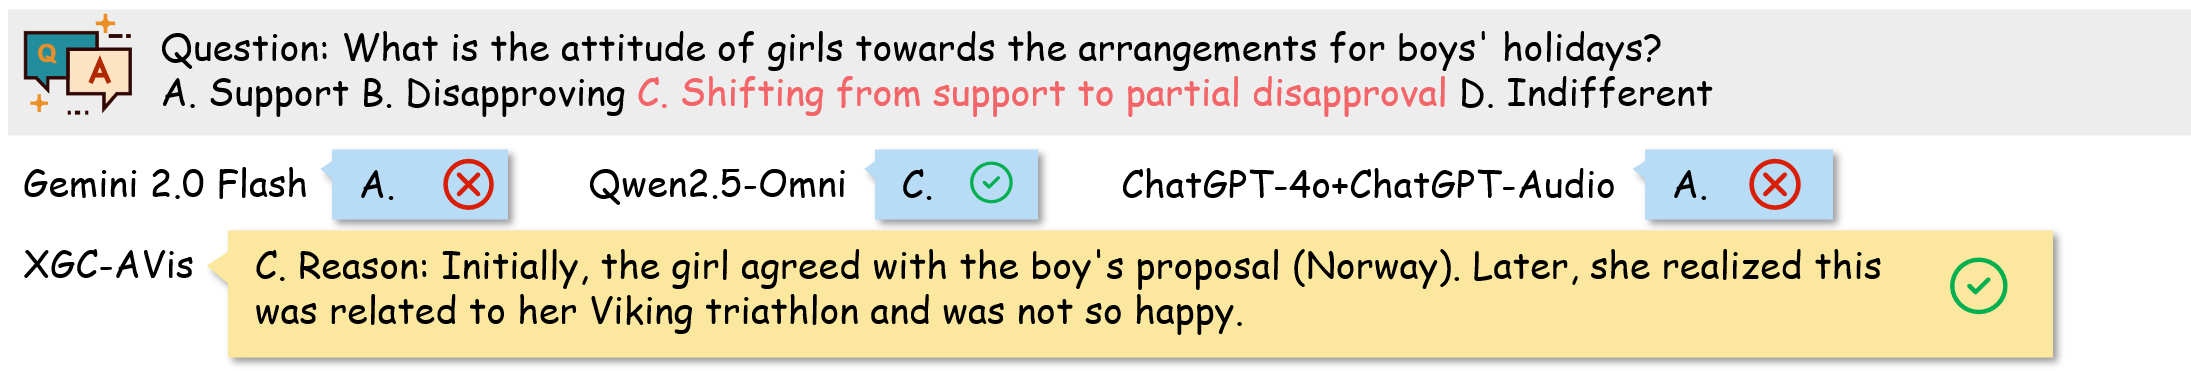 Q
A
Question: What is the attitude of girls towards the arrangements for boys' holidays?
A. Support B. Disapproving C. Shifting from support to partial disapproval D. Indifferent
Gemini 2.0 Flash A. Qwen2.5-Omni C. ChatGPT-4o+ChatGPT-Audio A.
XGC-AVis C. Reason: Initially, the girl agreed with the boy's proposal (Norway). Later, she realized this
was related to her Viking triathlon and was not so happy.